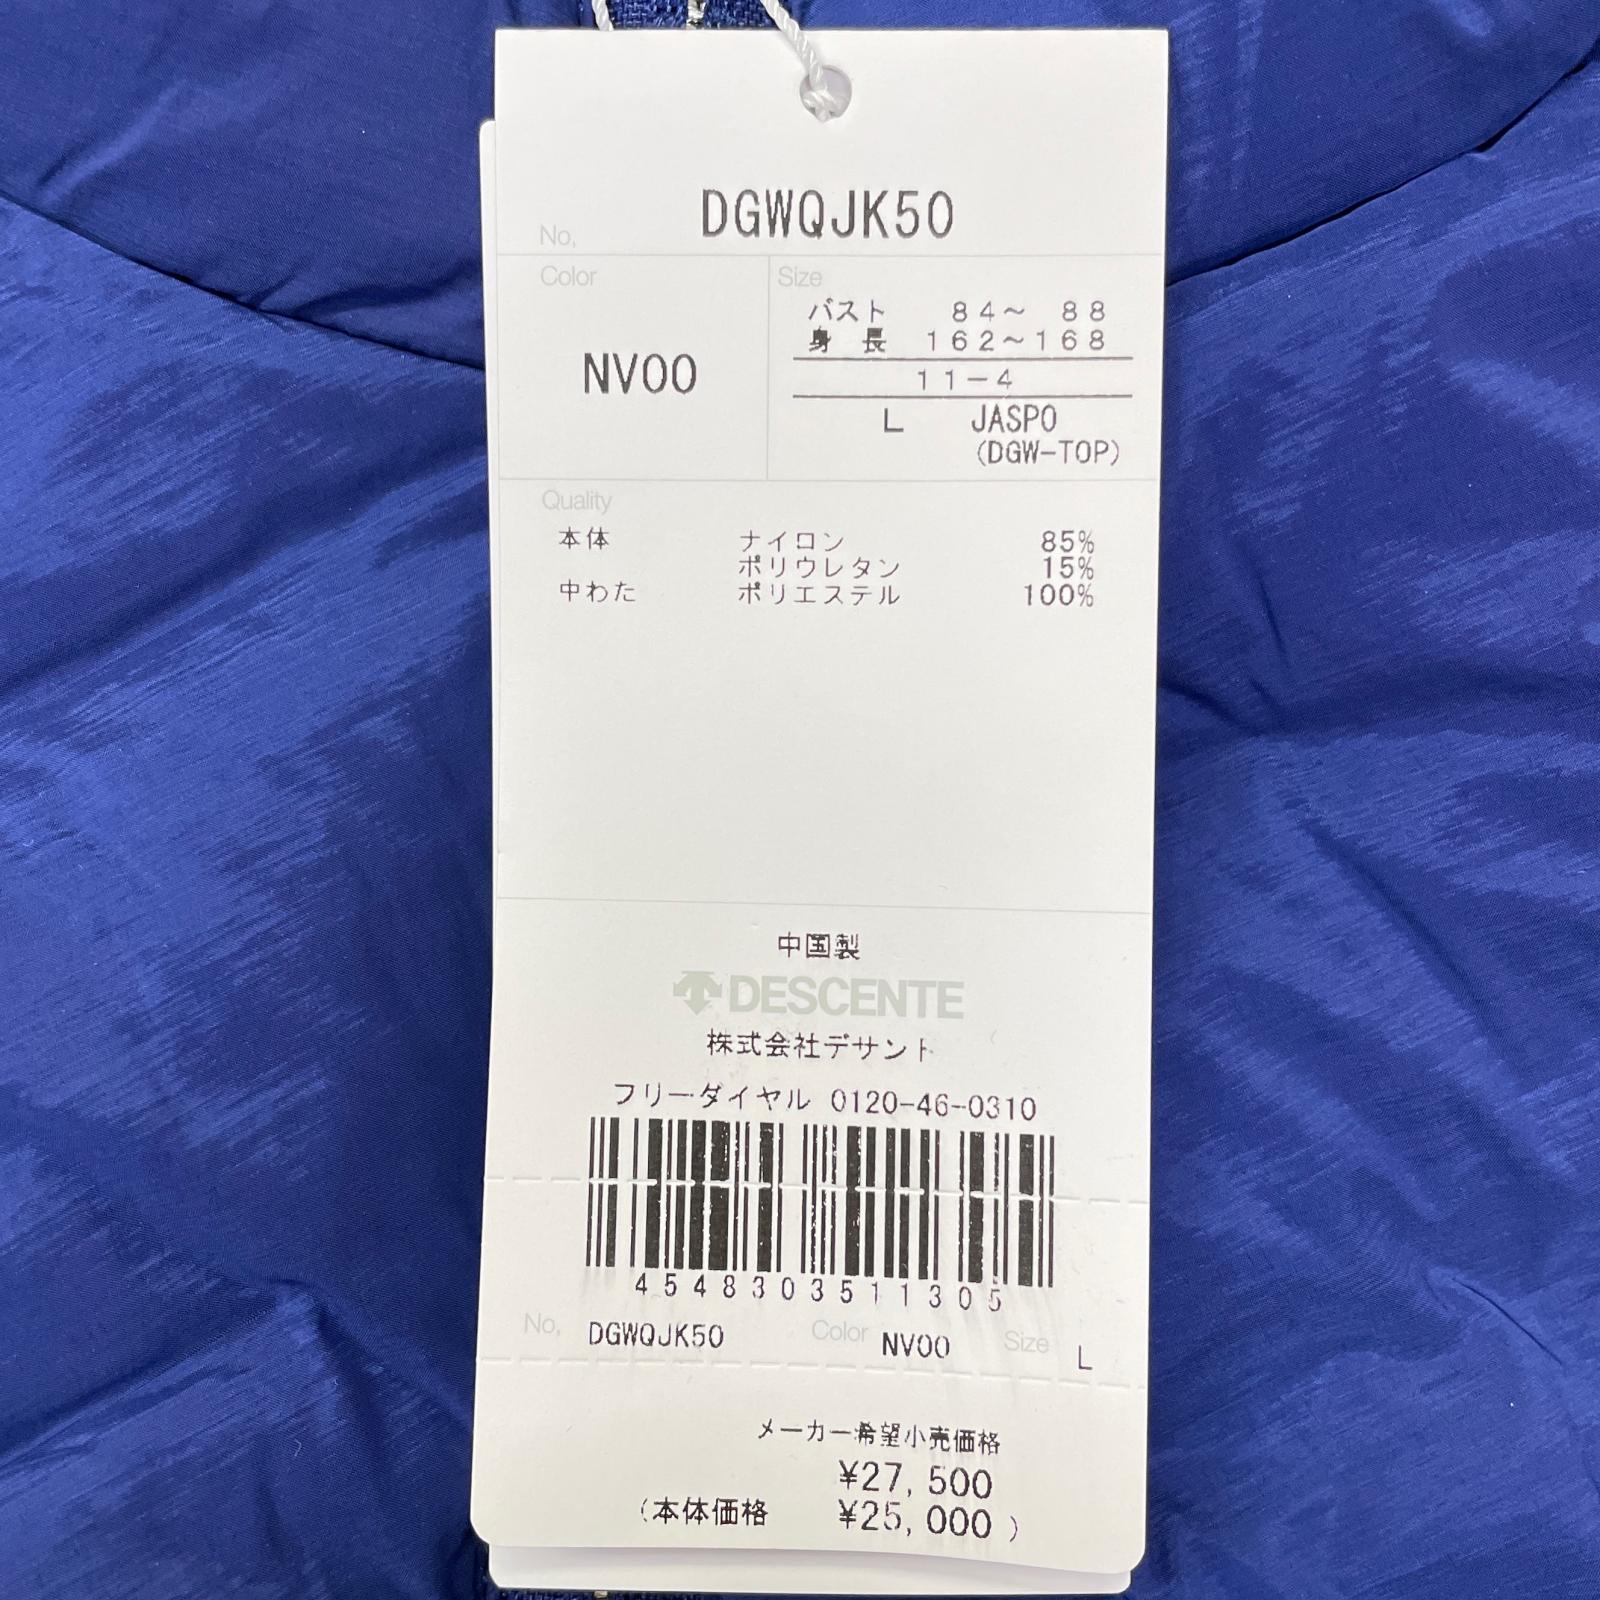 DGWQJK50
No,
Color
Size
バスト 84～ 88
身 長 162～168
NV00
11-4
L JASPO
(DGW-TOP)
Quality
本体 ナイロン 85%
ポリウレタン 15%
中わた ポリエステル 100%
中国製
DESCENTE
株式会社デサント
フリーダイヤル 0120-46-0310
4548303511305
No, DGWQJK50 Color NV00 Size L
メーカー希望小売価格
¥27,500
(本体価格 ¥25,000)